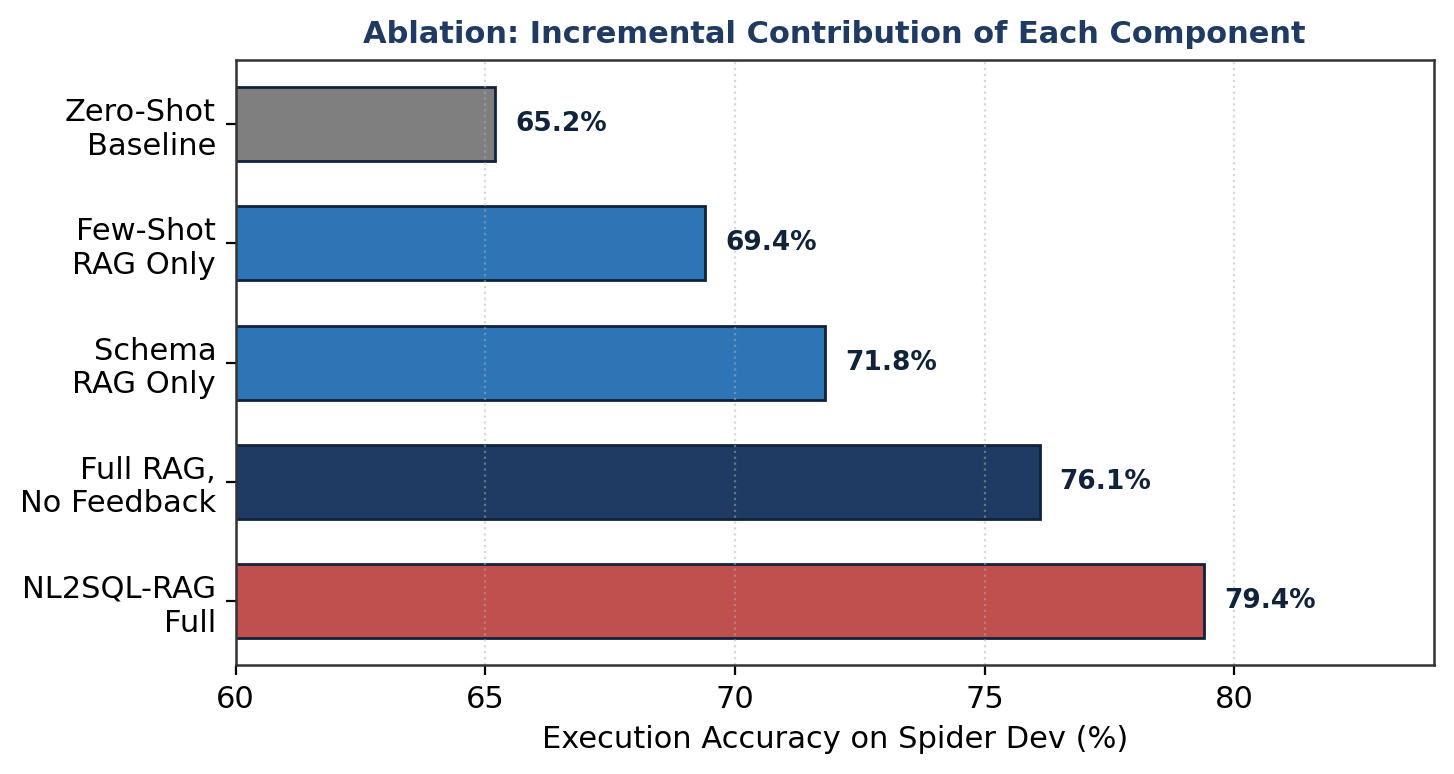 Ablation: Incremental Contribution of Each Component
Zero-Shot
Baseline
65.2%
Few-Shot
RAG Only
69.4%
Schema
RAG Only
71.8%
Full RAG,
No Feedback
76.1%
NL2SQL-RAG
Full
79.4%
60 65 70 75 80
Execution Accuracy on Spider Dev (%)